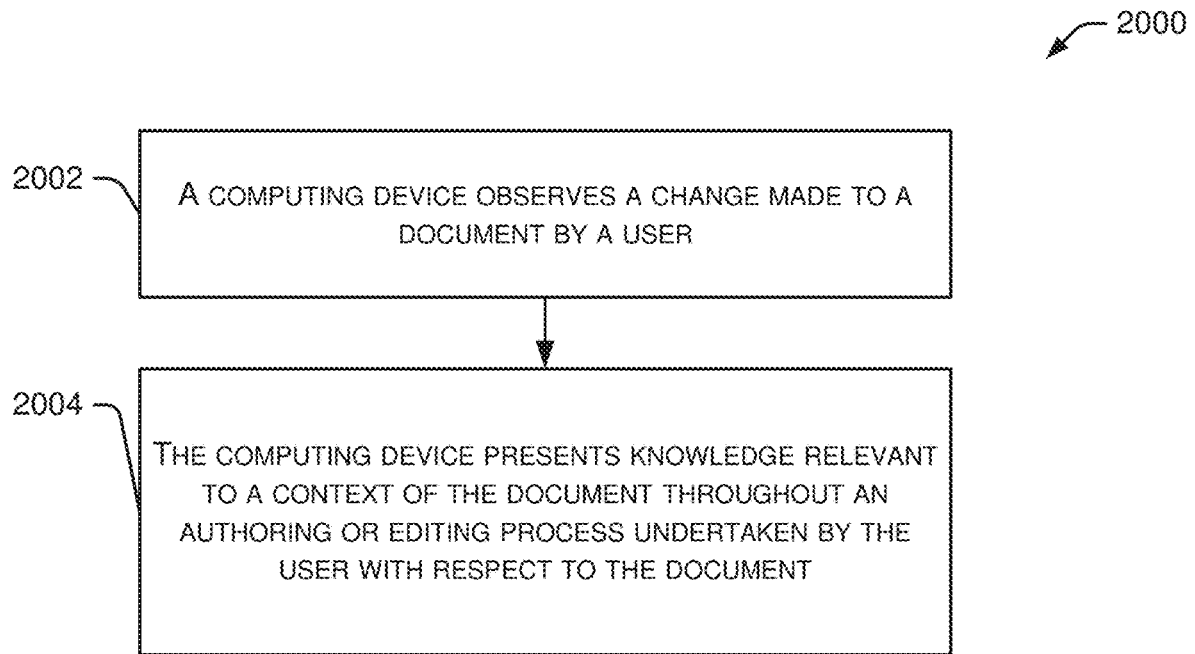 2000
2002
A COMPUTING DEVICE OBSERVES A CHANGE MADE TO A
DOCUMENT BY A USER
2004
THE COMPUTING DEVICE PRESENTS KNOWLEDGE RELEVANT
TO A CONTEXT OF THE DOCUMENT THROUGHOUT AN
AUTHORING OR EDITING PROCESS UNDERTAKEN BY THE
USER WITH RESPECT TO THE DOCUMENT